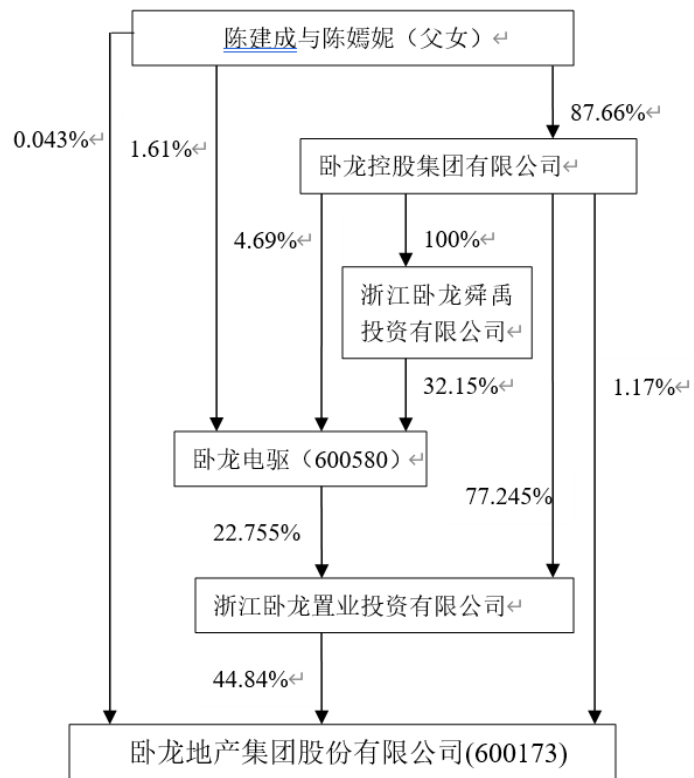 陈建成与陈嫣妮（父女）↵
87.66%↵
0.043%↵
1.61%↵
卧龙控股集团有限公司↵
4.69%↵
100%↵
浙江卧龙舜禹
投资有限公司↵
32.15%↵
1.17%↵
卧龙电驱（600580）↵
77.245%
22.755%
浙江卧龙置业投资有限公司↵
44.84%↵
卧龙地产集团股份有限公司(600173)